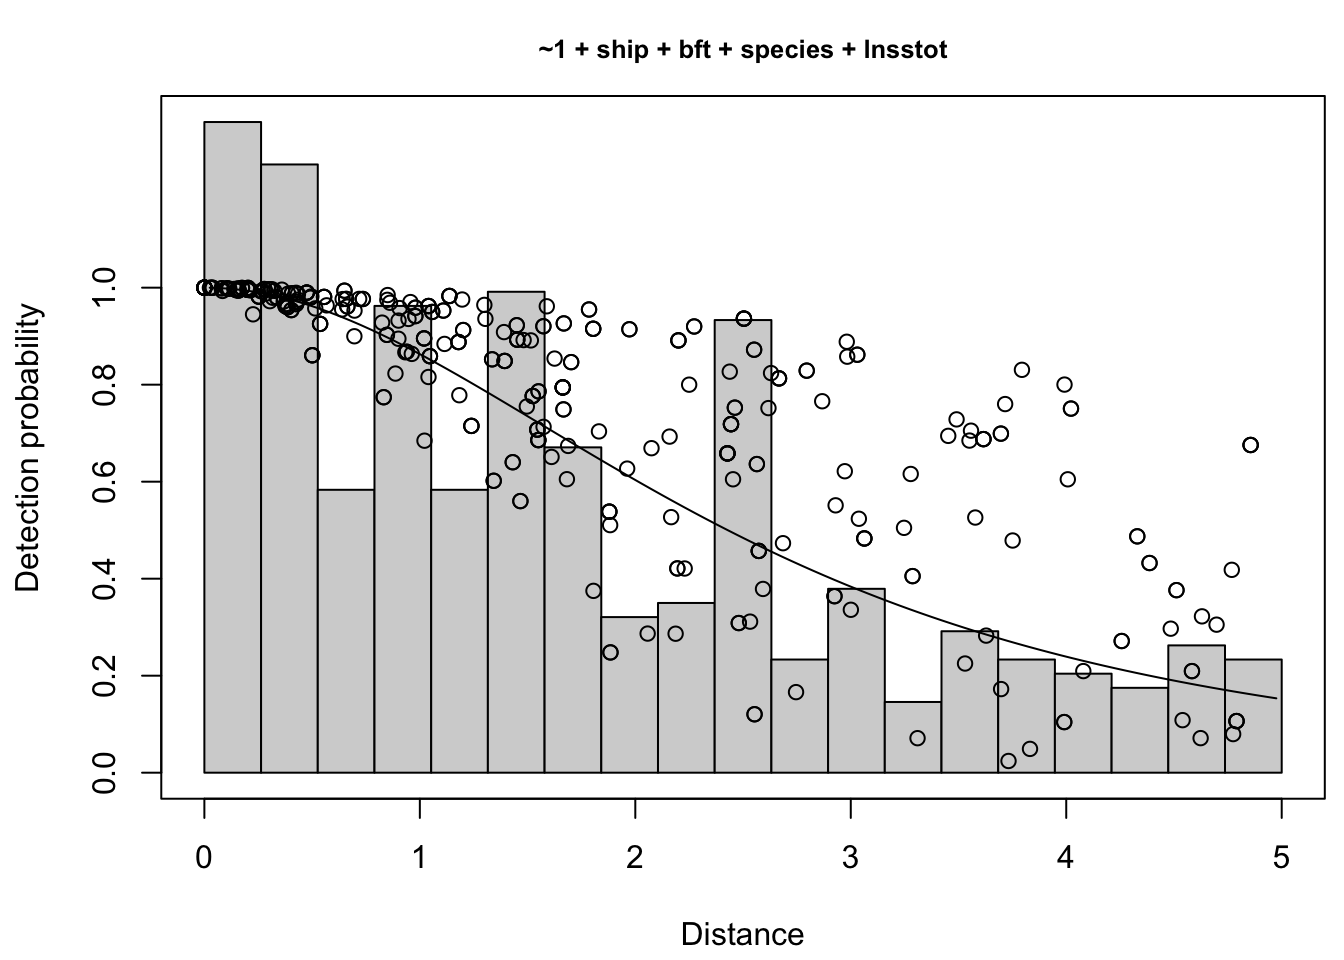 ~1 + ship + bft + species + lnsstot
Detection probability
1.0
0.8
0.6
0.4
0.2
0.0
0 1 2 3 4 5
Distance